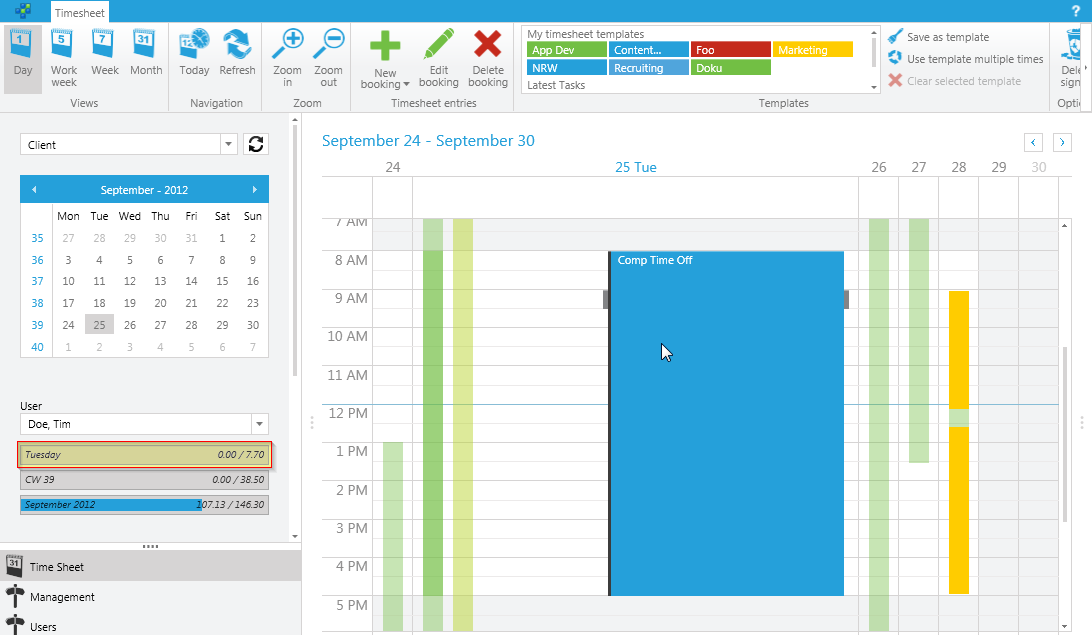 Timesheet
?
1 5 7 31 123
Day Work week Week Month Today Refresh Zoom in Zoom out New booking Edit booking Delete booking
Views Navigation Zoom Timesheet entries Templates
My timesheet templates
App Dev Content... Foo Marketing
NRW Recruiting Doku
Latest Tasks
Save as template
Use template multiple times
Clear selected template
Client
September - 2012
Mon Tue Wed Thu Fri Sat Sun
35 27 28 29 30 31 1 2
36 3 4 5 6 7 8 9
37 10 11 12 13 14 15 16
38 17 18 19 20 21 22 23
39 24 25 26 27 28 29 30
40 1 2 3 4 5 6 7
User
Doe, Tim
Tuesday 0.00 / 7.70
CW 39 0.00 / 38.50
September 2012 107.13 / 146.30
31 Time Sheet
Management
Users
September 24 - September 30
24 25 Tue 26 27 28 29 30
7 AM
8 AM Comp Time Off
9 AM
10 AM
11 AM
12 PM
1 PM
2 PM
3 PM
4 PM
5 PM